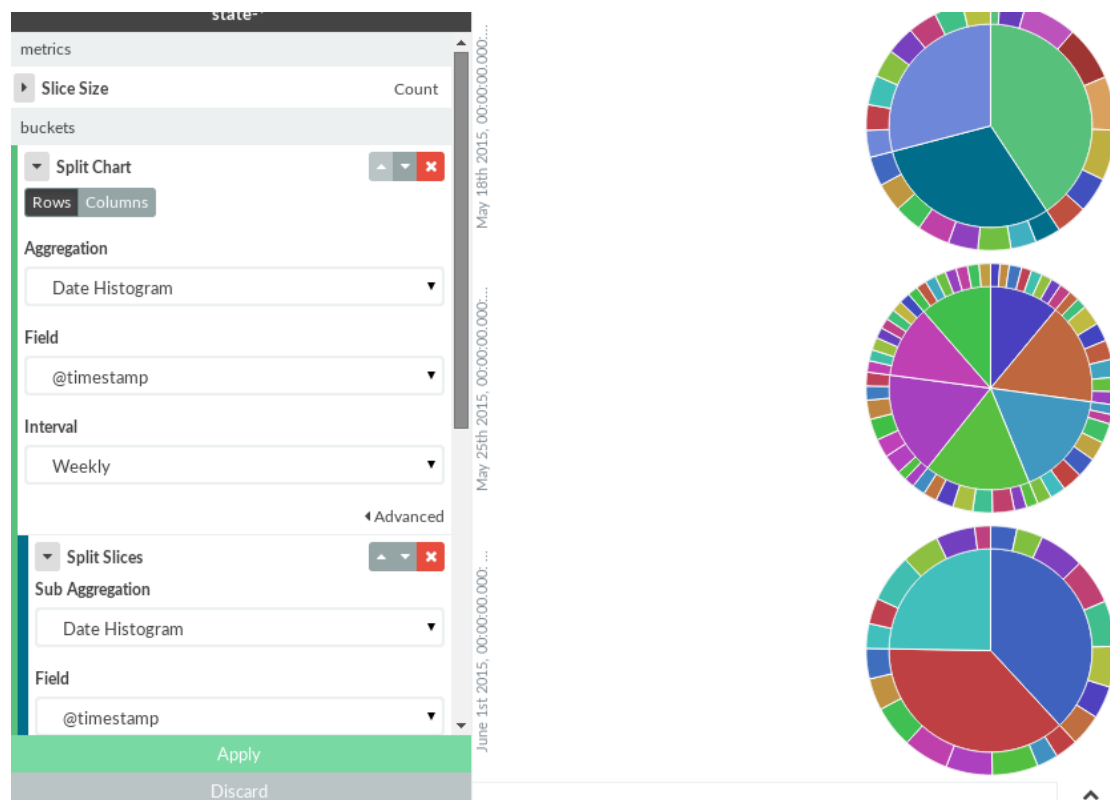 state-*
metrics
Slice Size Count
buckets
Split Chart
Rows Columns
Aggregation
Date Histogram
Field
@timestamp
Interval
Weekly
Advanced
Split Slices
Sub Aggregation
Date Histogram
Field
@timestamp
Apply
Discard
May 18th 2015, 00:00:00.000:...
May 25th 2015, 00:00:00.000:...
June 1st 2015, 00:00:00.000: ...